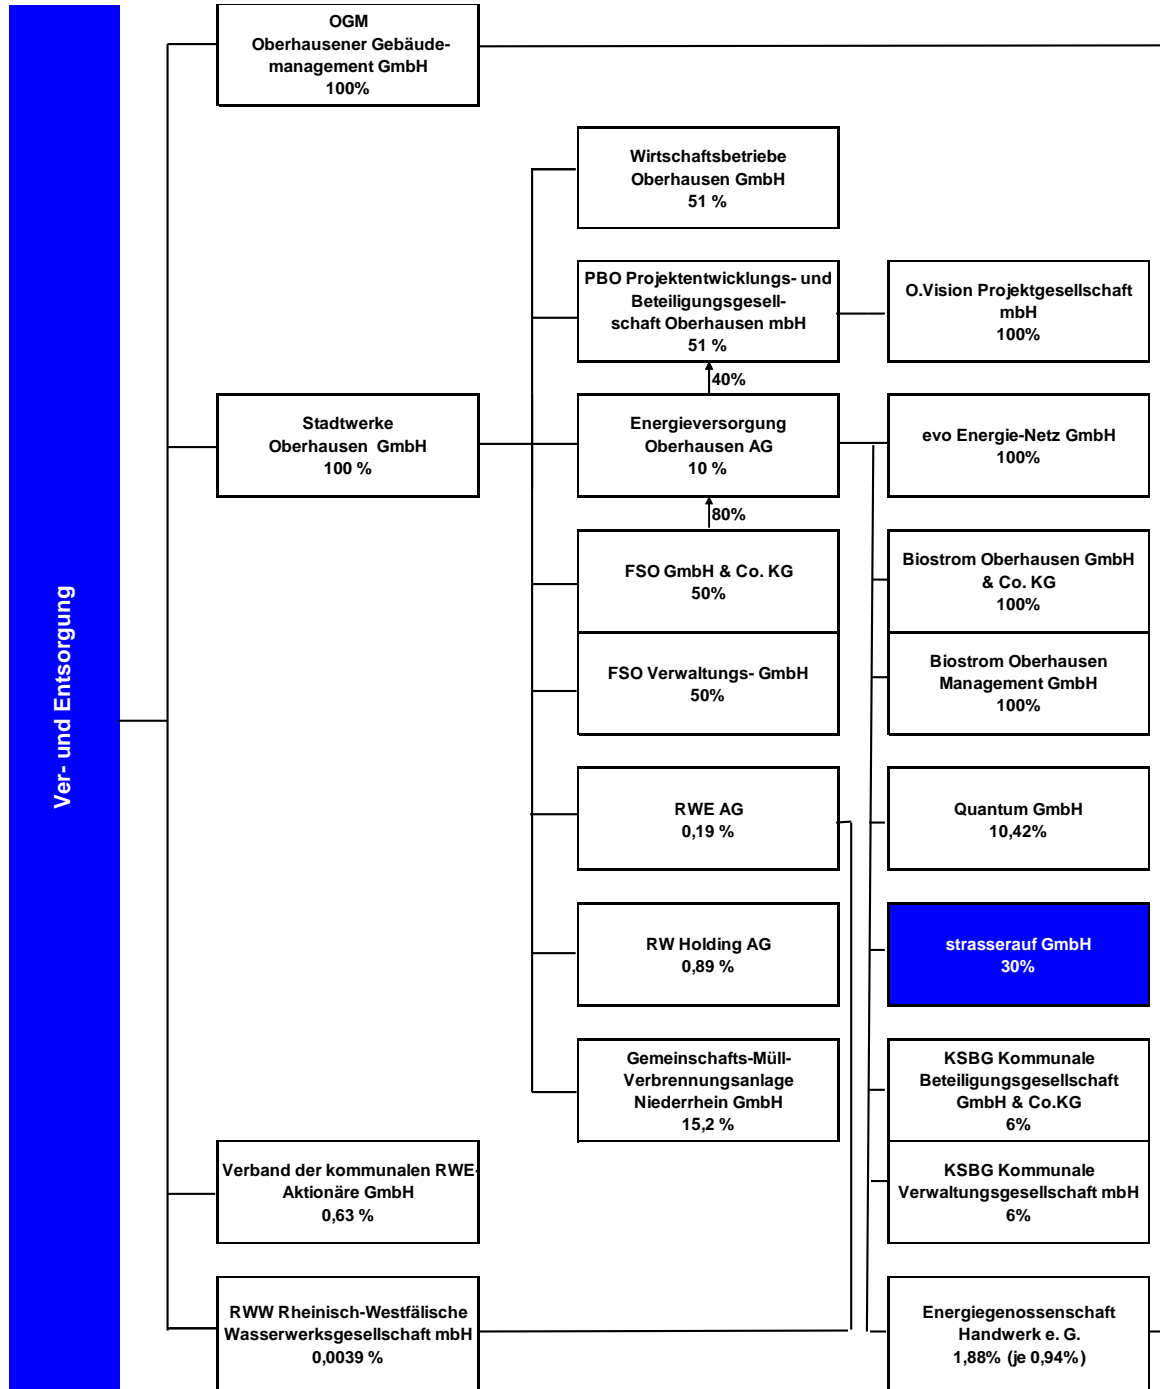 Ver- und Entsorgung
OGM
Oberhausener Gebäude-
management GmbH
100%
Stadtwerke
Oberhausen GmbH
100 %
Verband der kommunalen RWE-
Aktionäre GmbH
0,63 %
RWW Rheinisch-Westfälische
Wasserwerksgesellschaft mbH
0,0039 %
Wirtschaftsbetriebe
Oberhausen GmbH
51 %
PBO Projektentwicklungs- und
Beteiligungsgesell-
schaft Oberhausen mbH
51 %
40%
Energieversorgung
Oberhausen AG
10 %
80%
FSO GmbH & Co. KG
50%
FSO Verwaltungs- GmbH
50%
RWE AG
0,19 %
RW Holding AG
0,89 %
Gemeinschafts-Müll-
Verbrennungsanlage
Niederrhein GmbH
15,2 %
O.Vision Projektgesellschaft
mbH
100%
evo Energie-Netz GmbH
100%
Biostrom Oberhausen GmbH
& Co. KG
100%
Biostrom Oberhausen
Management GmbH
100%
Quantum GmbH
10,42%
strasserauf GmbH
30%
KSBG Kommunale
Beteiligungsgesellschaft
GmbH & Co.KG
6%
KSBG Kommunale
Verwaltungsgesellschaft mbH
6%
Energiegenossenschaft
Handwerk e. G.
1,88% (je 0,94%)